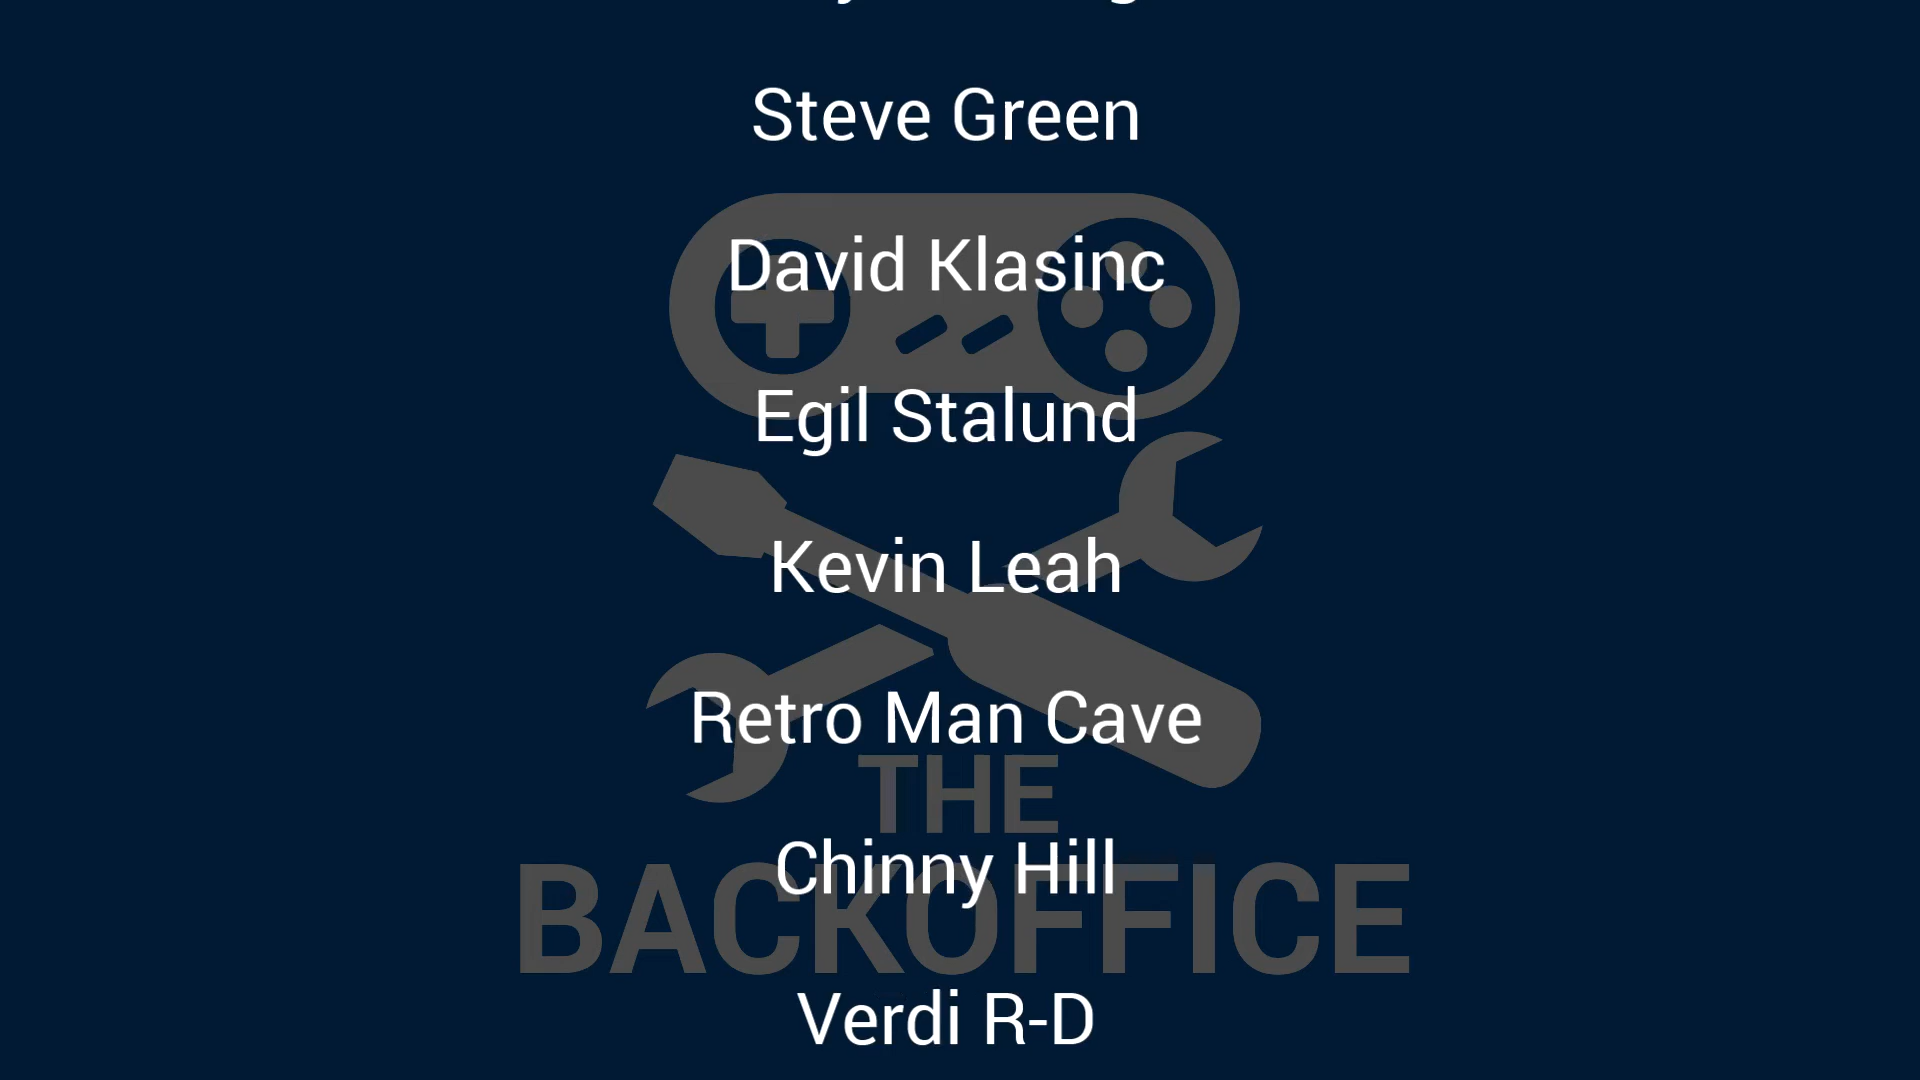 Steve Green
David Klasinc
Egil Stalund
Kevin Leah
Retro Man Cave
THE
Chinny Hill
BACKOFFICE
Verdi R-D